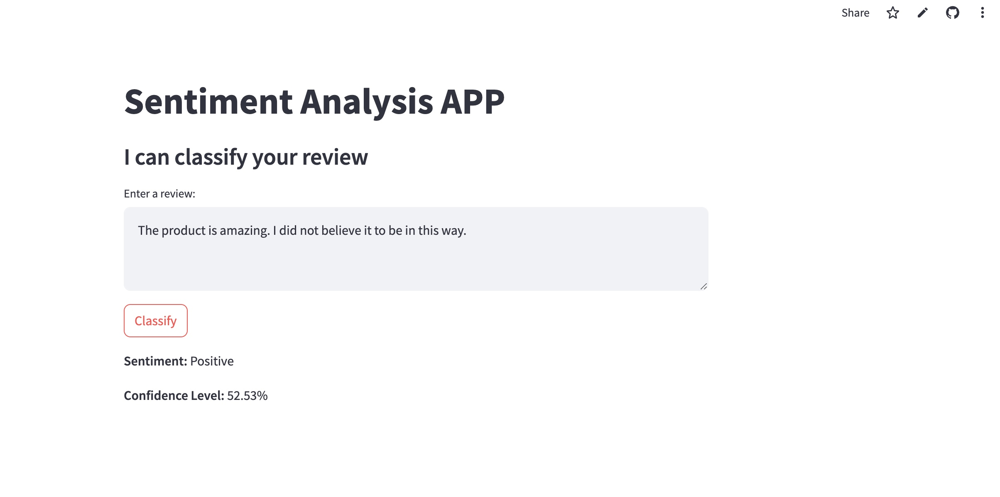 Share
Sentiment Analysis APP
I can classify your review
Enter a review:
The product is amazing. I did not believe it to be in this way.
Classify
Sentiment: Positive
Confidence Level: 52.53%